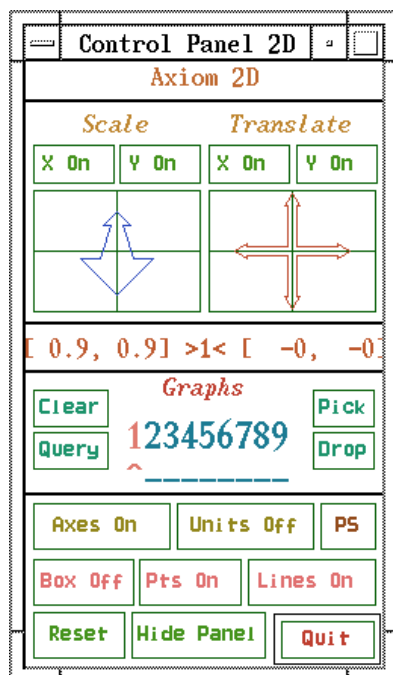 Control Panel 2D
Axiom 2D
Scale Translate
X On Y On X On Y On
[ 0.9, 0.9] >1< [ -0, -0]
Graphs
Clear Pick
123456789
Query Drop
^________
Axes On Units Off PS
Box Off Pts On Lines On
Reset Hide Panel Quit